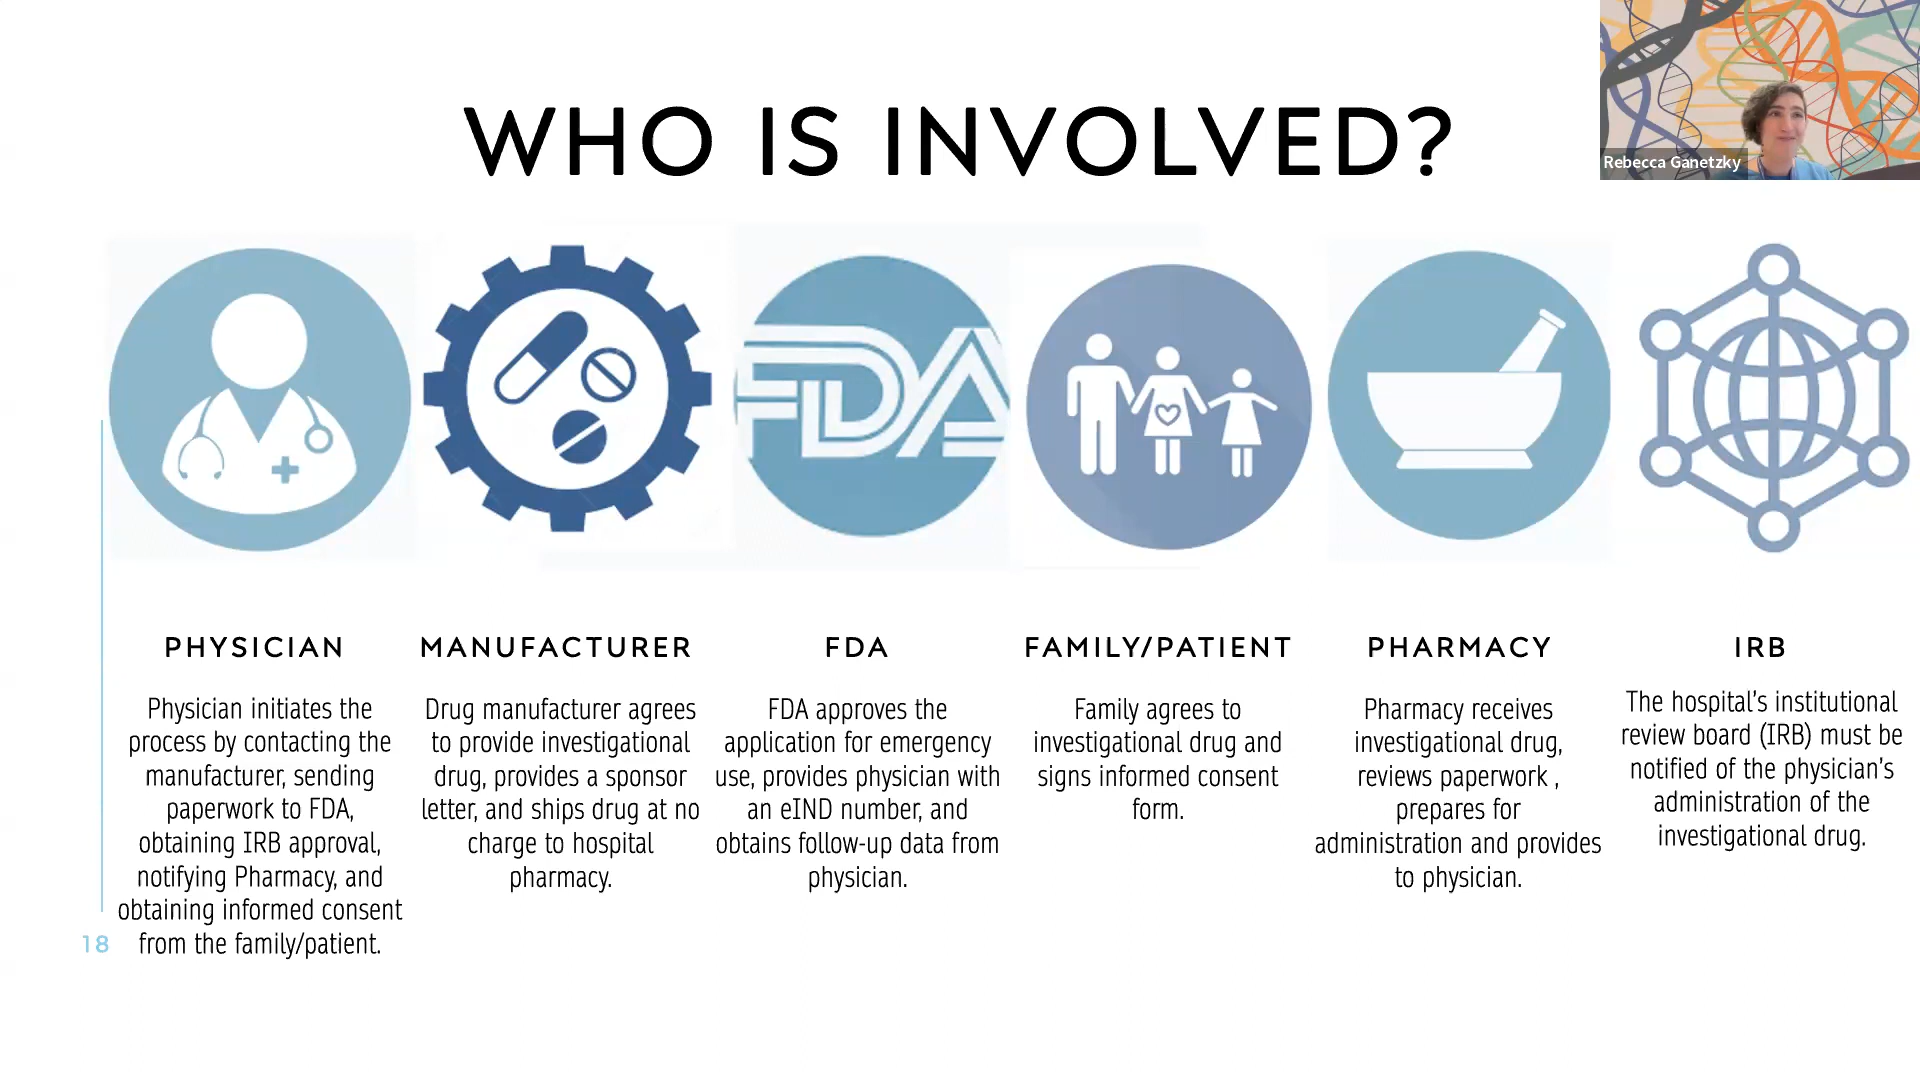 WHO IS INVOLVED?
Rebecca Ganetzky
FDA
PHYSICIAN
Physician initiates the
process by contacting the
manufacturer, sending
paperwork to FDA,
obtaining IRB approval,
notifying Pharmacy, and
obtaining informed consent
from the family/patient.
MANUFACTURER
Drug manufacturer agrees
to provide investigational
drug, provides a sponsor
letter, and ships drug at no
charge to hospital
pharmacy.
FDA
FDA approves the
application for emergency
use, provides physician with
an eIND number, and
obtains follow-up data from
physician.
FAMILY/PATIENT
Family agrees to
investigational drug and
signs informed consent
form.
PHARMACY
Pharmacy receives
investigational drug,
reviews paperwork ,
prepares for
administration and provides
to physician.
IRB
The hospital's institutional
review board (IRB) must be
notified of the physician's
administration of the
investigational drug.
18